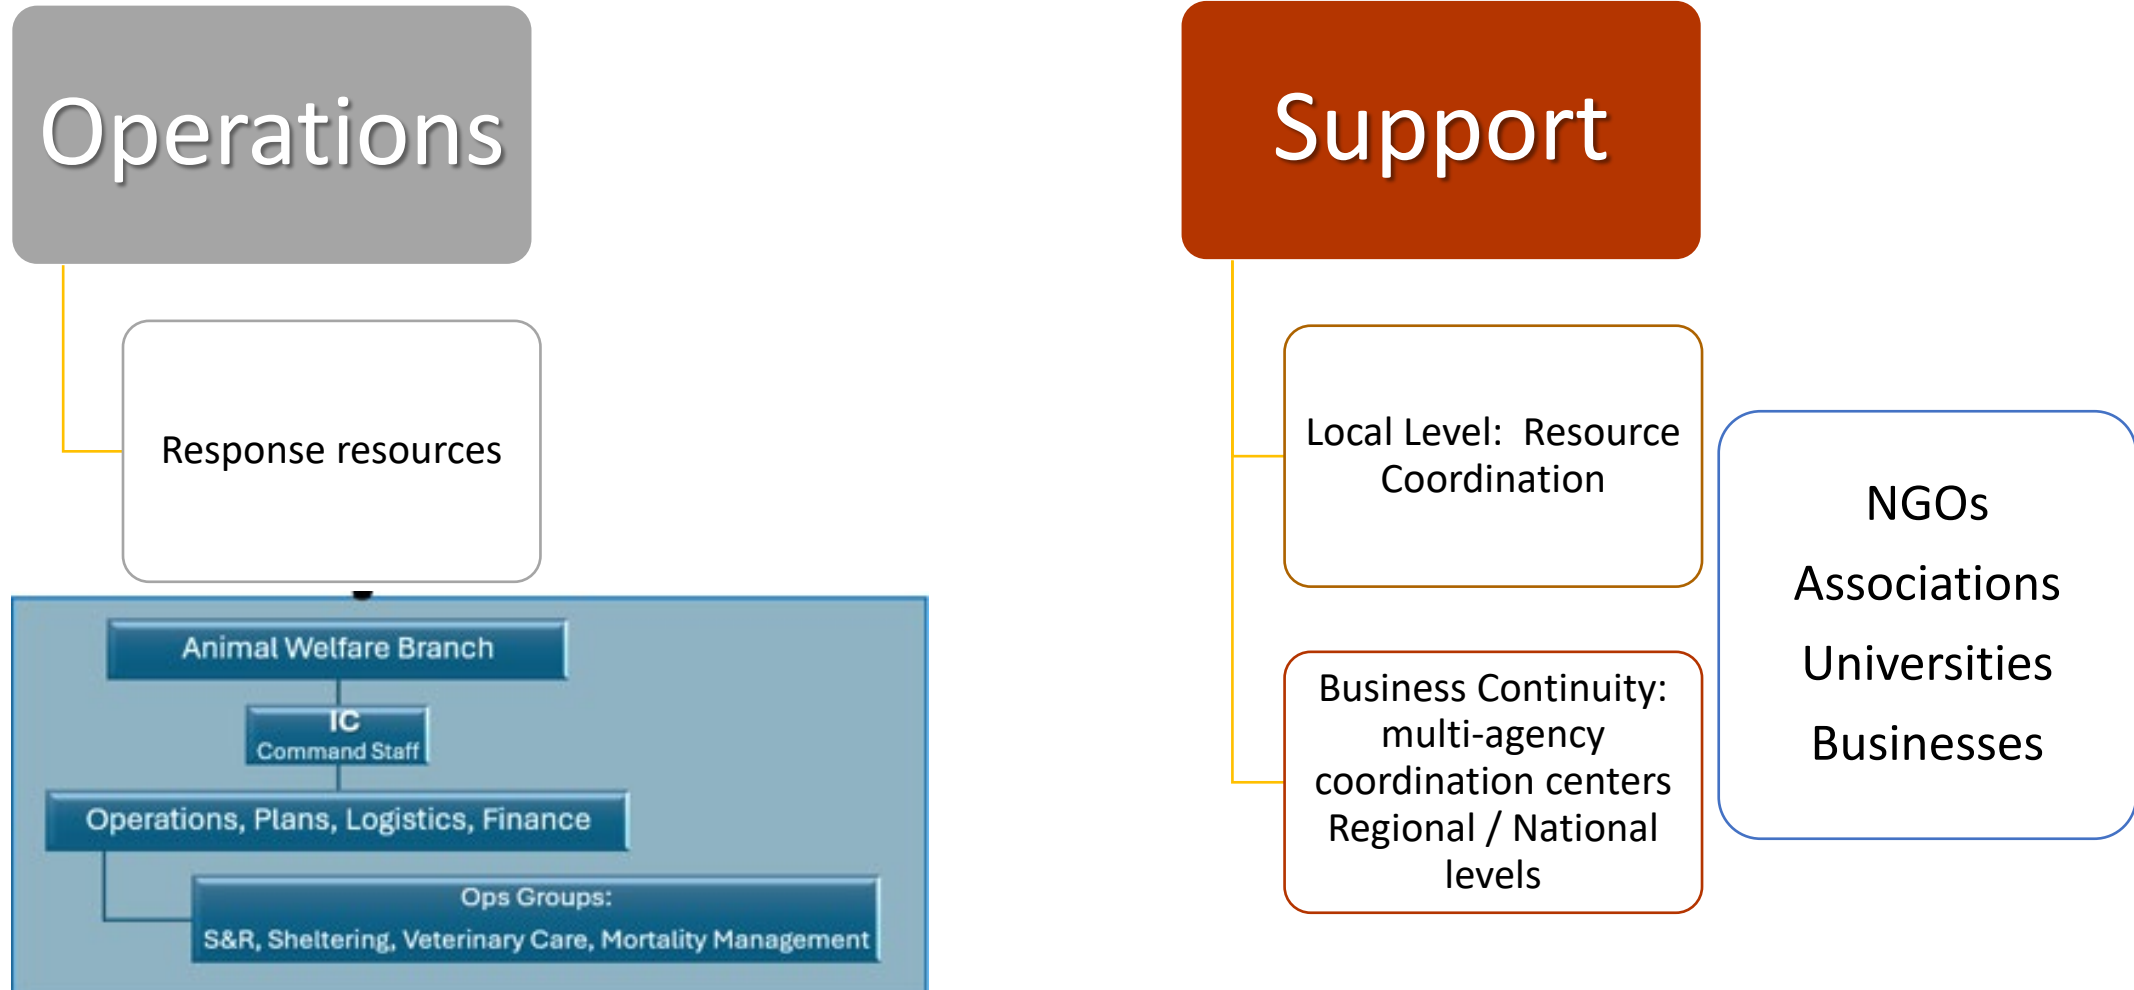 Operations
Response resources
Animal Welfare Branch
IC
Command Staff
Operations, Plans, Logistics, Finance
Ops Groups:
S&R, Sheltering, Veterinary Care, Mortality Management
Support
Local Level:  Resource
Coordination
Business Continuity:
multi-agency
coordination centers
Regional / National
levels
NGOs
Associations
Universities
Businesses